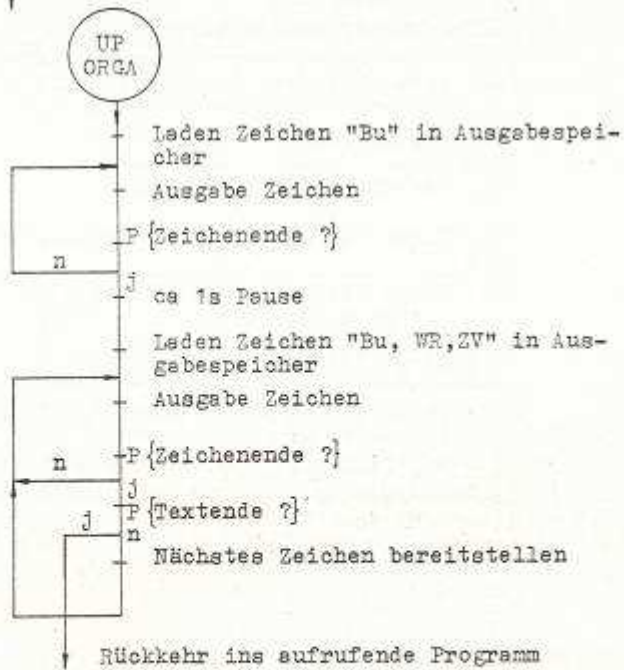 UP
ORGA
Laden Zeichen "Bu" in Ausgabespei-
cher
Ausgabe Zeichen
P {Zeichenende ?}
n
j
ca 1s Pause
Laden Zeichen "Bu, WR,ZV" in Aus-
gabespeicher
Ausgabe Zeichen
P {Zeichenende ?}
n
j
P {Textende ?}
j n
Nächstes Zeichen bereitstellen
Rückkehr ins aufrufende Programm